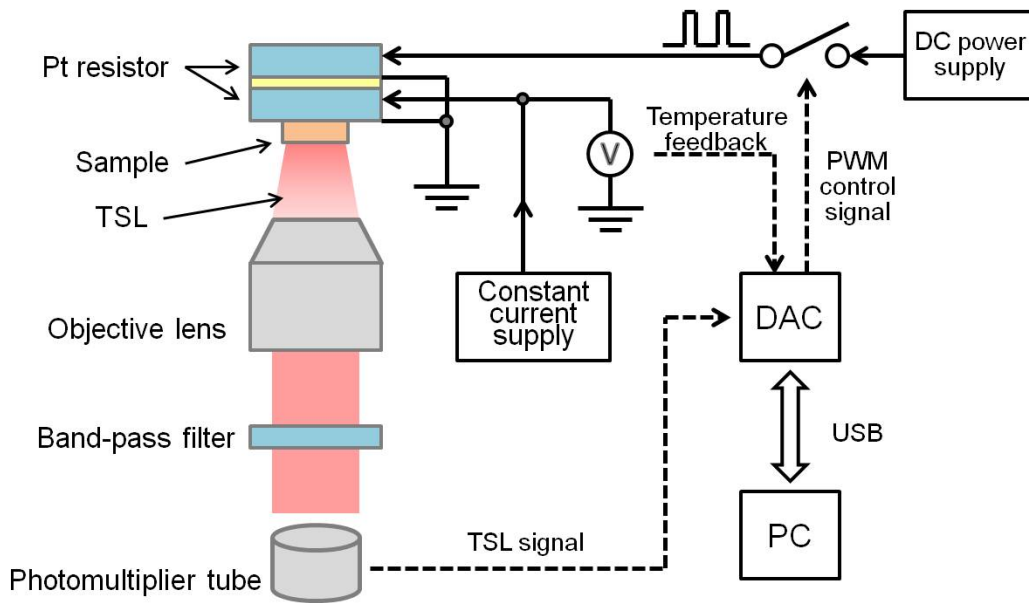 Pt resistor
Sample
TSL
Objective lens
Band-pass filter
Photomultiplier tube
DC power
supply
V
Temperature
feedback
PWM
control
signal
Constant
current
supply
DAC
USB
PC
TSL signal